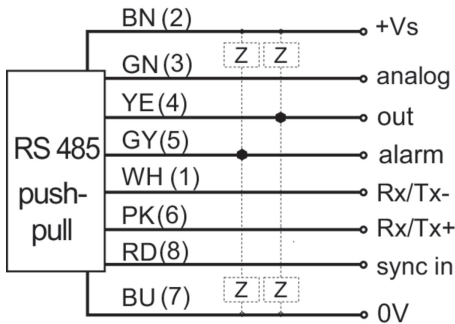 BN (2)
+Vs
Z Z
GN (3)
analog
YE (4)
out
GY (5)
alarm
RS 485
push-
pull
WH (1)
Rx/Tx-
PK (6)
Rx/Tx+
RD (8)
sync in
Z Z
BU (7)
0V